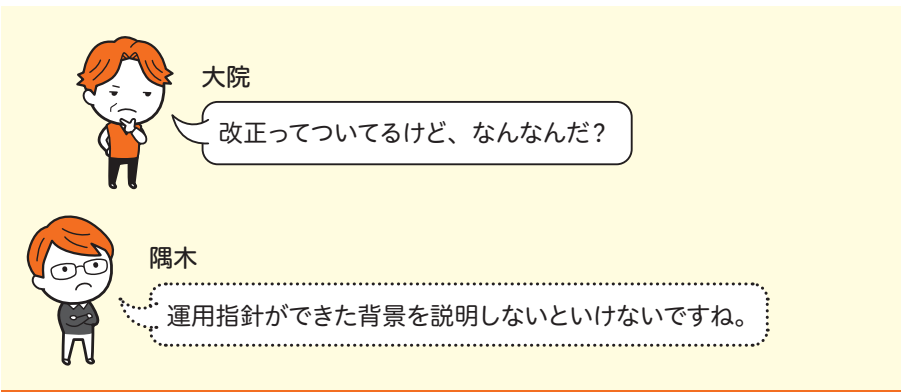 大院
改正ってついてるけど、なんなんだ？
隅木
運用指針ができた背景を説明しないといけないですね。